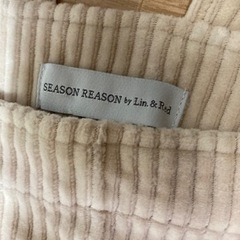 SEASON REASON by Lin. & Red